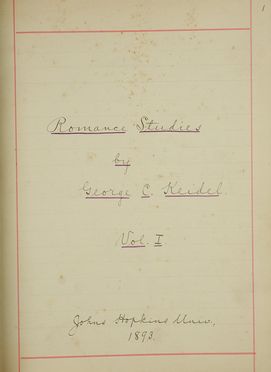 1
Romance Studies
by
George C. Keidel.
Vol. I
Johns Hopkins Univ.,
1893.